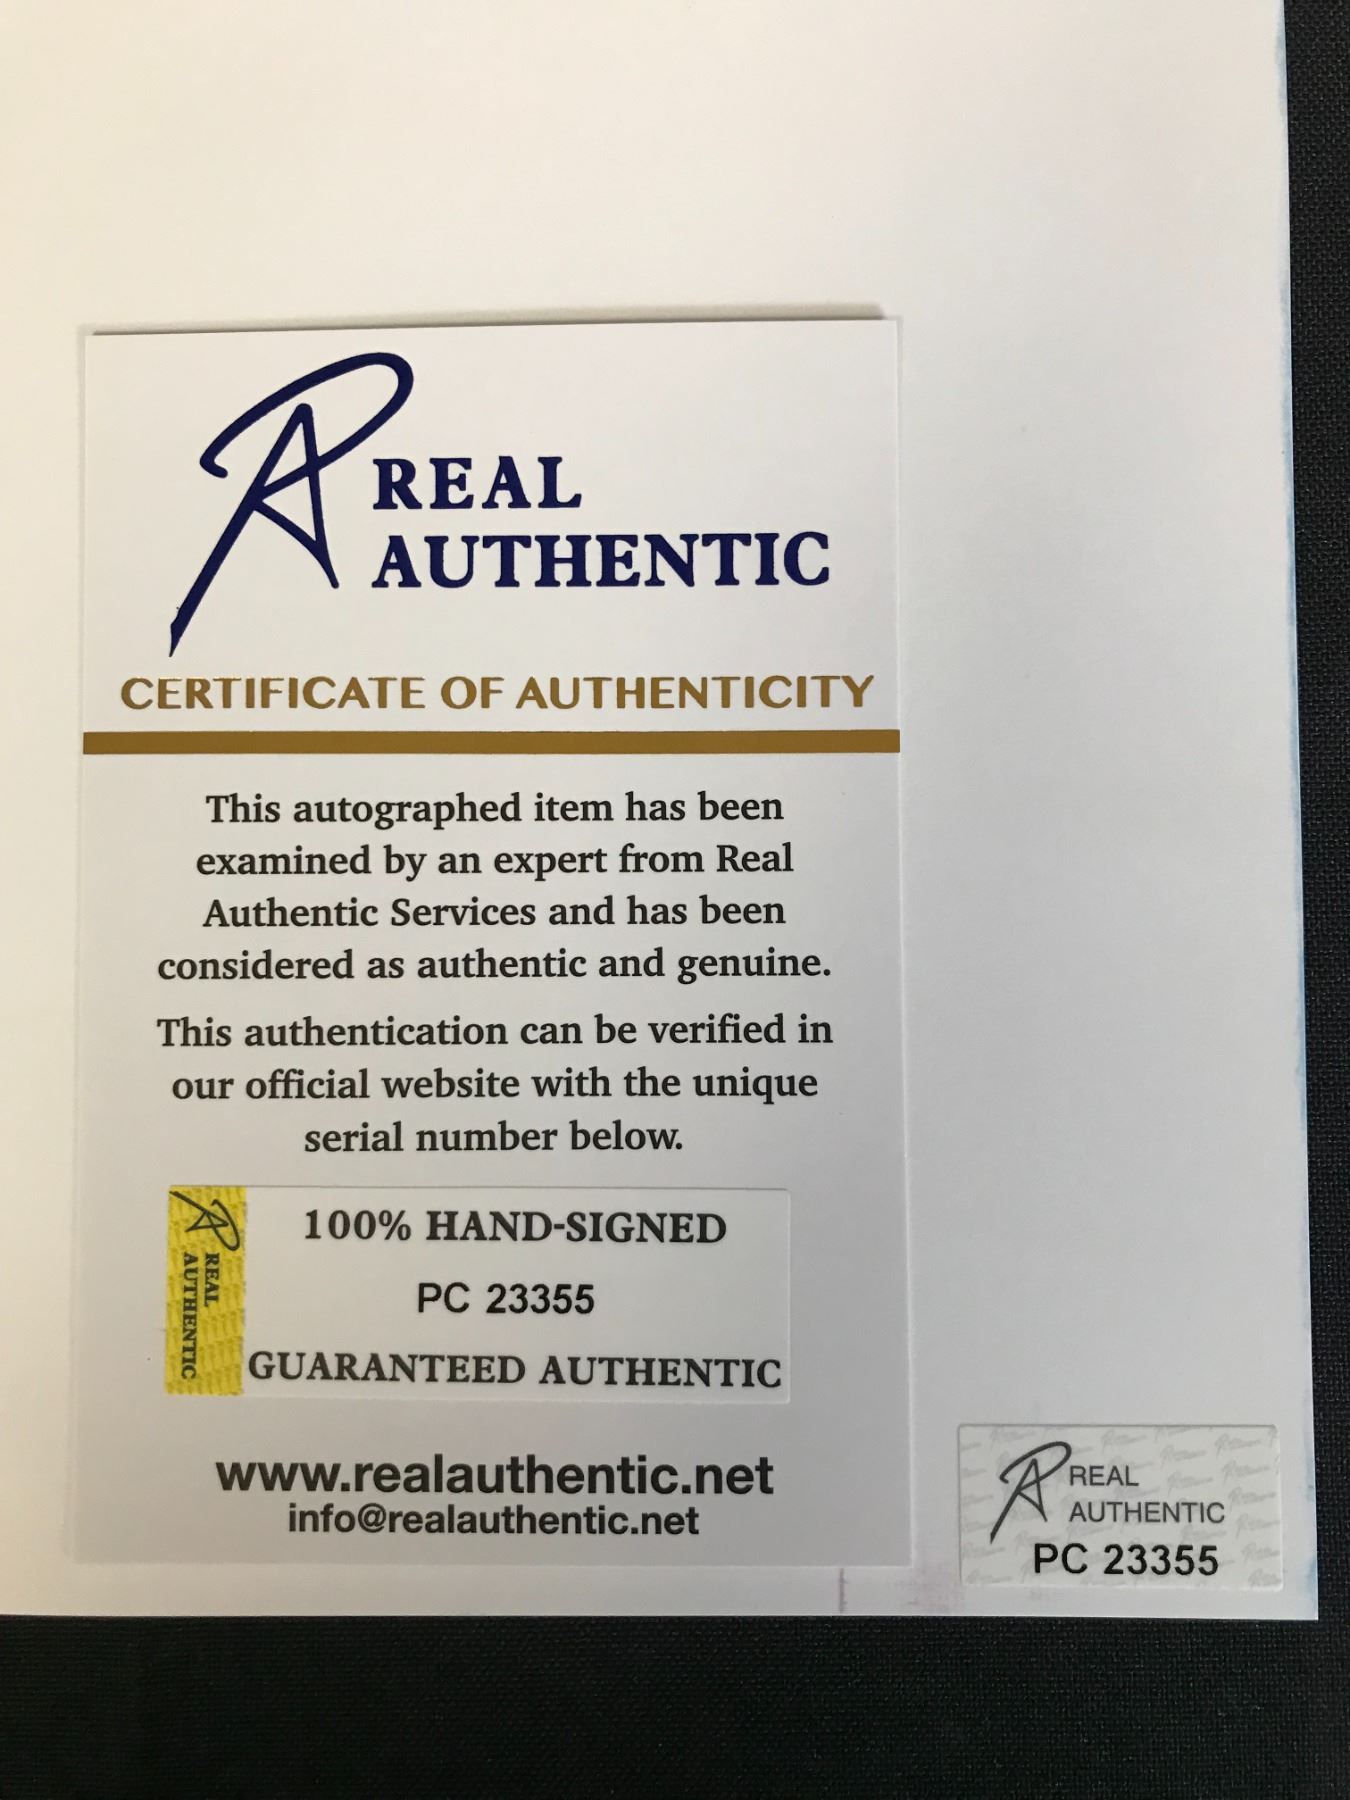 REAL
AUTHENTIC
CERTIFICATE OF AUTHENTICITY
This autographed item has been
examined by an expert from Real
Authentic Services and has been
considered as authentic and genuine.
This authentication can be verified in
our official website with the unique
serial number below.
REAL
AUTHENTIC
100% HAND-SIGNED
PC 23355
GUARANTEED AUTHENTIC
www.realauthentic.net
info@realauthentic.net
REAL
AUTHENTIC
PC 23355